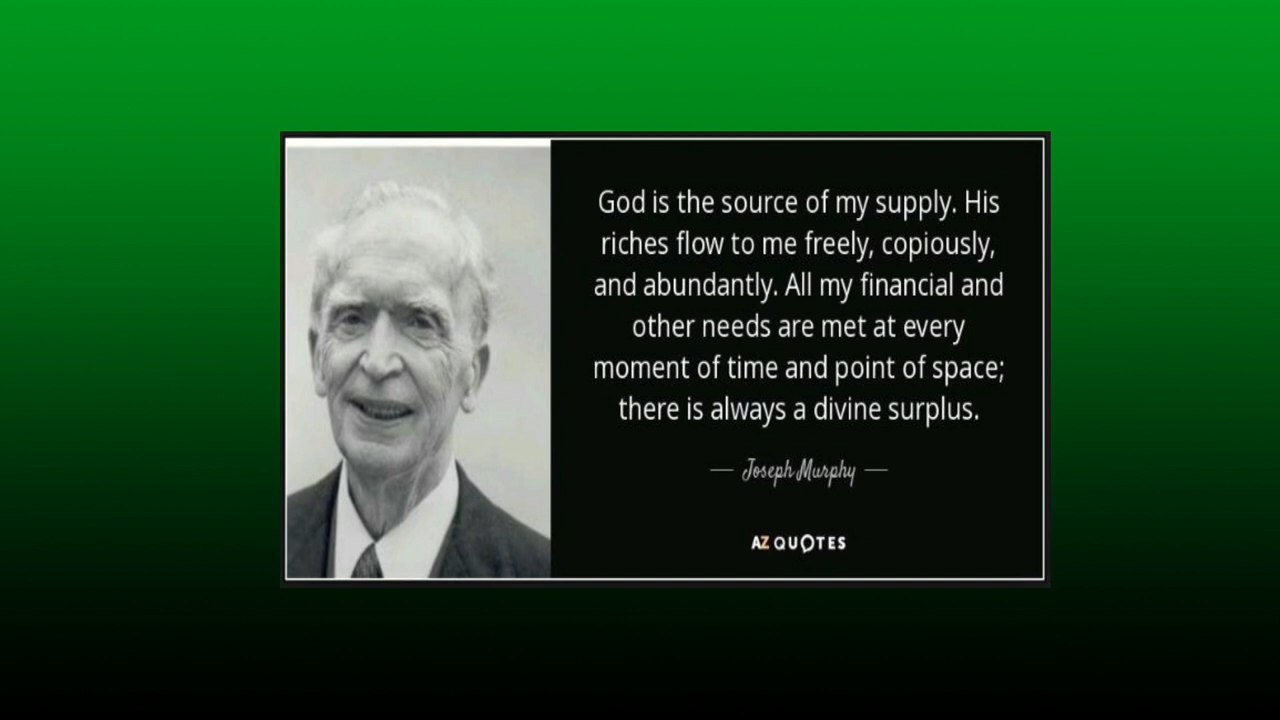 God is the source of my supply. His
riches flow to me freely, copiously,
and abundantly. All my financial and
other needs are met at every
moment of time and point of space;
there is always a divine surplus.
— Joseph Murphy —
AZ QUOTES